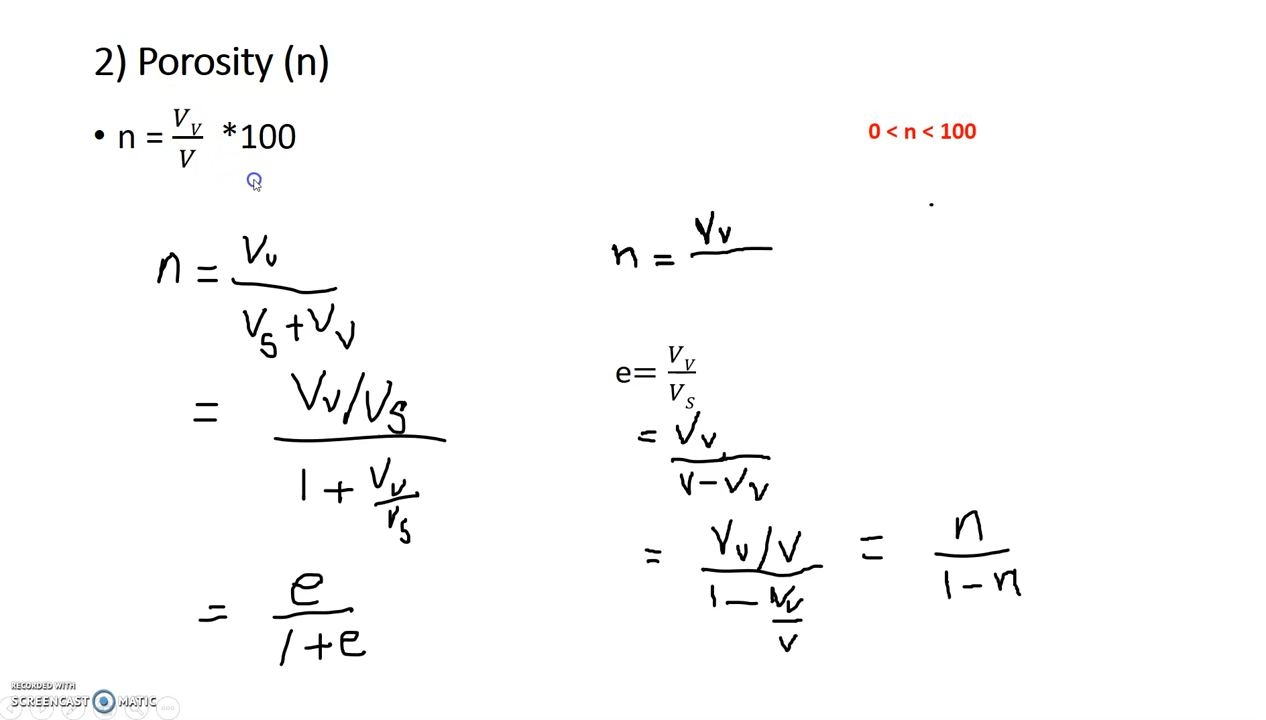 2) Porosity (n)
• n = V_V / V *100
0 < n < 100
n = V_v / (V_S + V_V)
= (V_v/V_S) / (1 + V_v/V_S)
= e / (1 + e)
n = V_v
e= V_V / V_S
= V_v / (V - V_V)
= (V_v/V) / (1 - V_v/V) = n / (1 - n)
RECORDED WITH
SCREENCAST MATIC